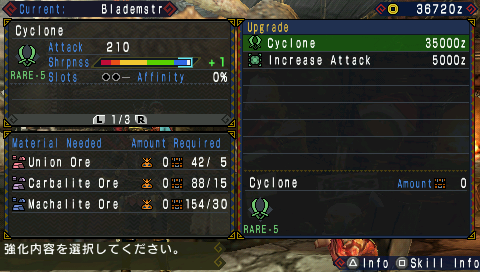 Current: Blademstr
36720z
Cyclone
Attack 210
Shrpnss +1
RARE-5 Slots Affinity 0%
L 1/3 R
Material Needed Amount Required
Union Ore 0 42/ 5
Carbalite Ore 0 88/15
Machalite Ore 0 154/30
Upgrade
Cyclone 35000z
Increase Attack 5000z
Cyclone Amount 0
RARE-5
強化内容を選択してください。
Info Skill Info